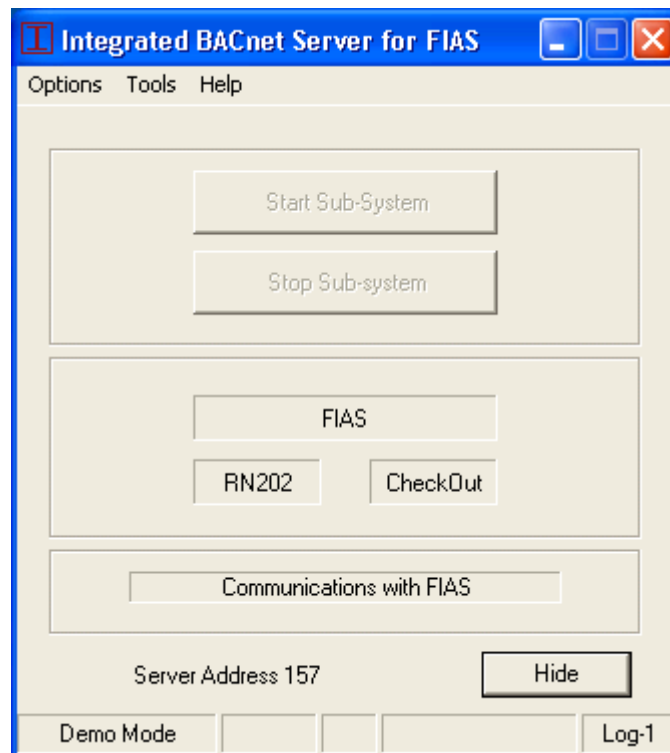 Integrated BACnet Server for FIAS
Options Tools Help
Start Sub-System
Stop Sub-system
FIAS
RN202 CheckOut
Communications with FIAS
Server Address 157 Hide
Demo Mode Log-1